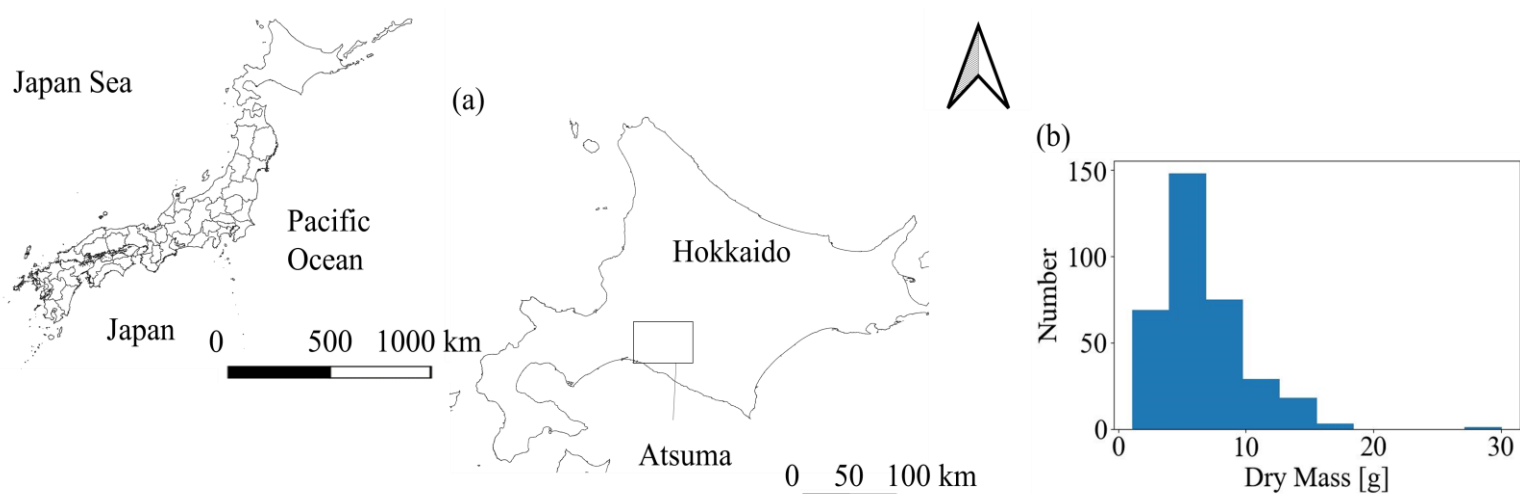 Japan Sea
Pacific
Ocean
Japan
0 500 1000 km
(a)
Hokkaido
Atsuma
0 50 100 km
(b)
150
100
50
0
Number
0 10 20 30
Dry Mass [g]